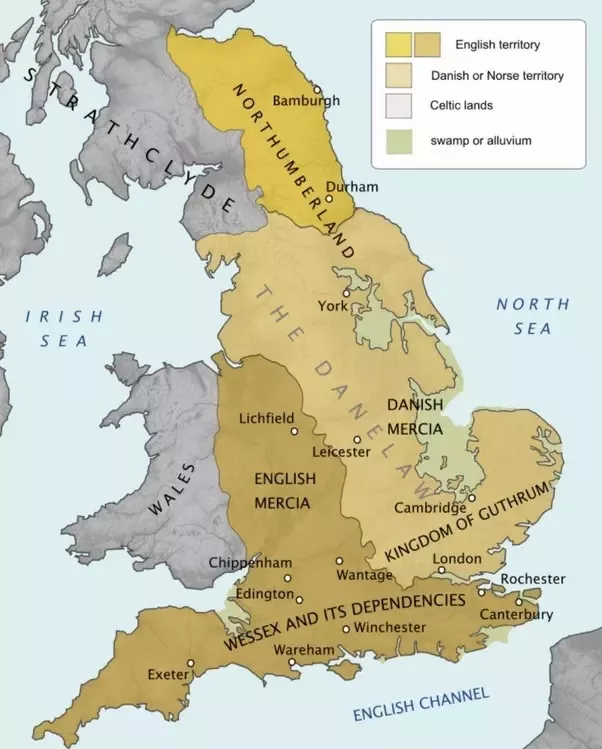 English territory
Danish or Norse territory
Celtic lands
swamp or alluvium
STRATHCLYDE
Bamburgh
NORTHUMBERLAND
Durham
York
IRISH
SEA
NORTH
SEA
THE DANELAW
DANISH
MERCIA
Lichfield
Leicester
ENGLISH
MERCIA
WALES
Cambridge
KINGDOM OF GUTHRUM
Chippenham
Wantage
London
Rochester
Edington
WESSEX AND ITS DEPENDENCIES
Canterbury
Winchester
Wareham
Exeter
ENGLISH CHANNEL